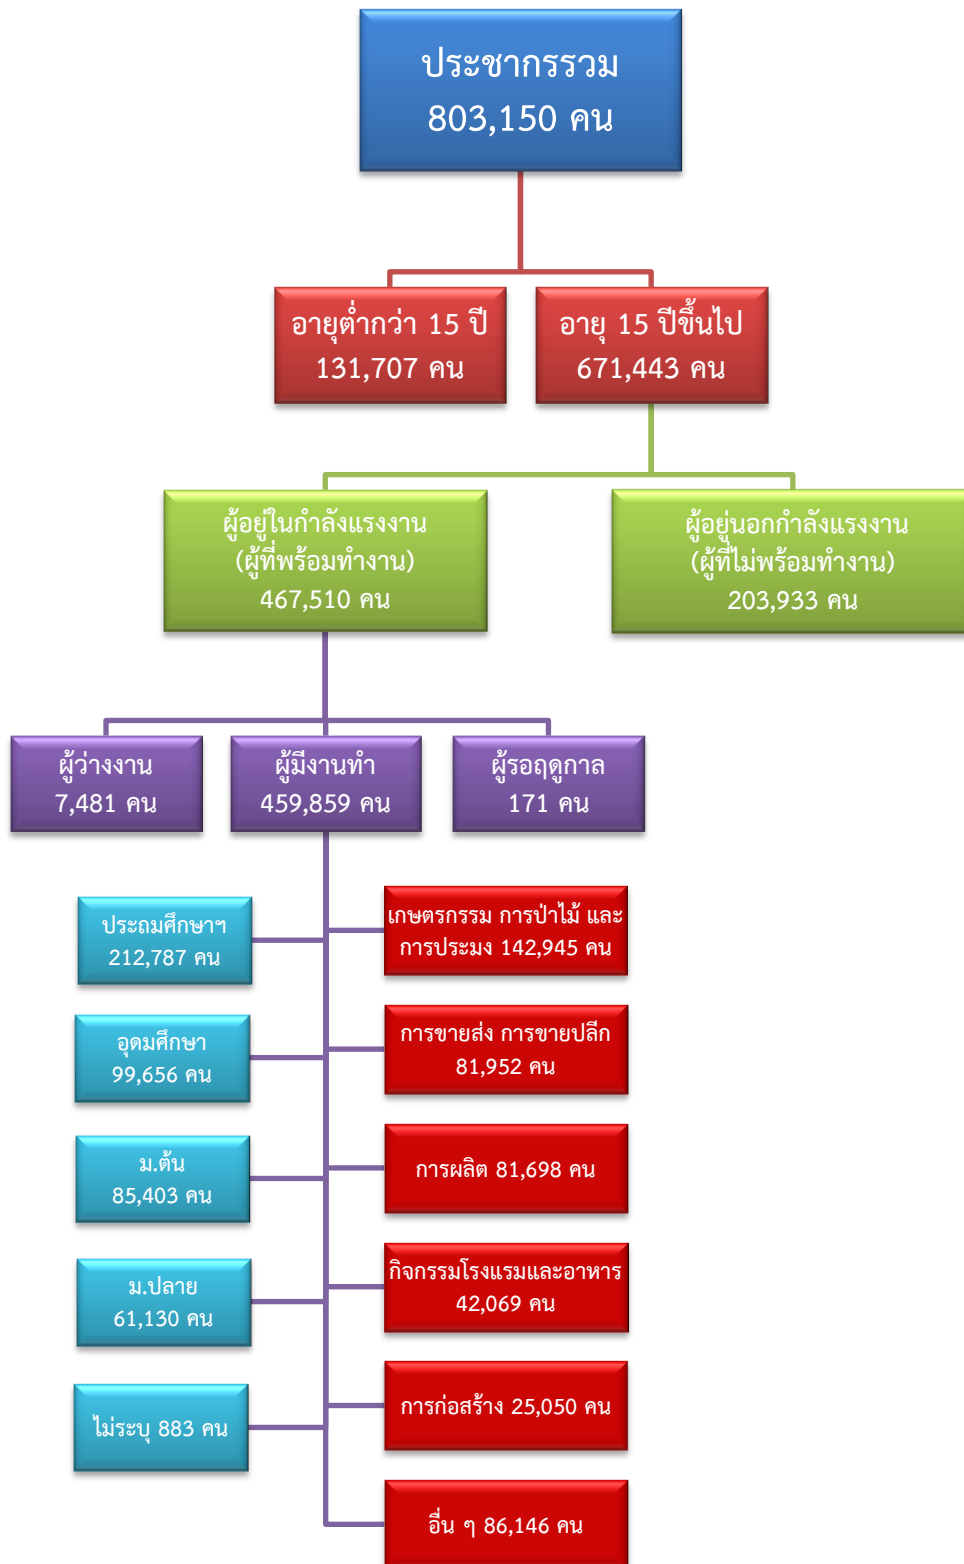 ประชากรรวม
803,150 คน
อายุต่ำกว่า 15 ปี
131,707 คน
อายุ 15 ปีขึ้นไป
671,443 คน
ผู้อยู่ในกำลังแรงงาน
(ผู้ที่พร้อมทำงาน)
467,510 คน
ผู้อยู่นอกกำลังแรงงาน
(ผู้ที่ไม่พร้อมทำงาน)
203,933 คน
ผู้ว่างงาน
7,481 คน
ผู้มีงานทำ
459,859 คน
ผู้รอฤดูกาล
171 คน
ประถมศึกษาฯ
212,787 คน
อุดมศึกษา
99,656 คน
ม.ต้น
85,403 คน
ม.ปลาย
61,130 คน
ไม่ระบุ 883 คน
เกษตรกรรม การป่าไม้ และ
การประมง 142,945 คน
การขายส่ง การขายปลีก
81,952 คน
การผลิต 81,698 คน
กิจกรรมโรงแรมและอาหาร
42,069 คน
การก่อสร้าง 25,050 คน
อื่น ๆ 86,146 คน